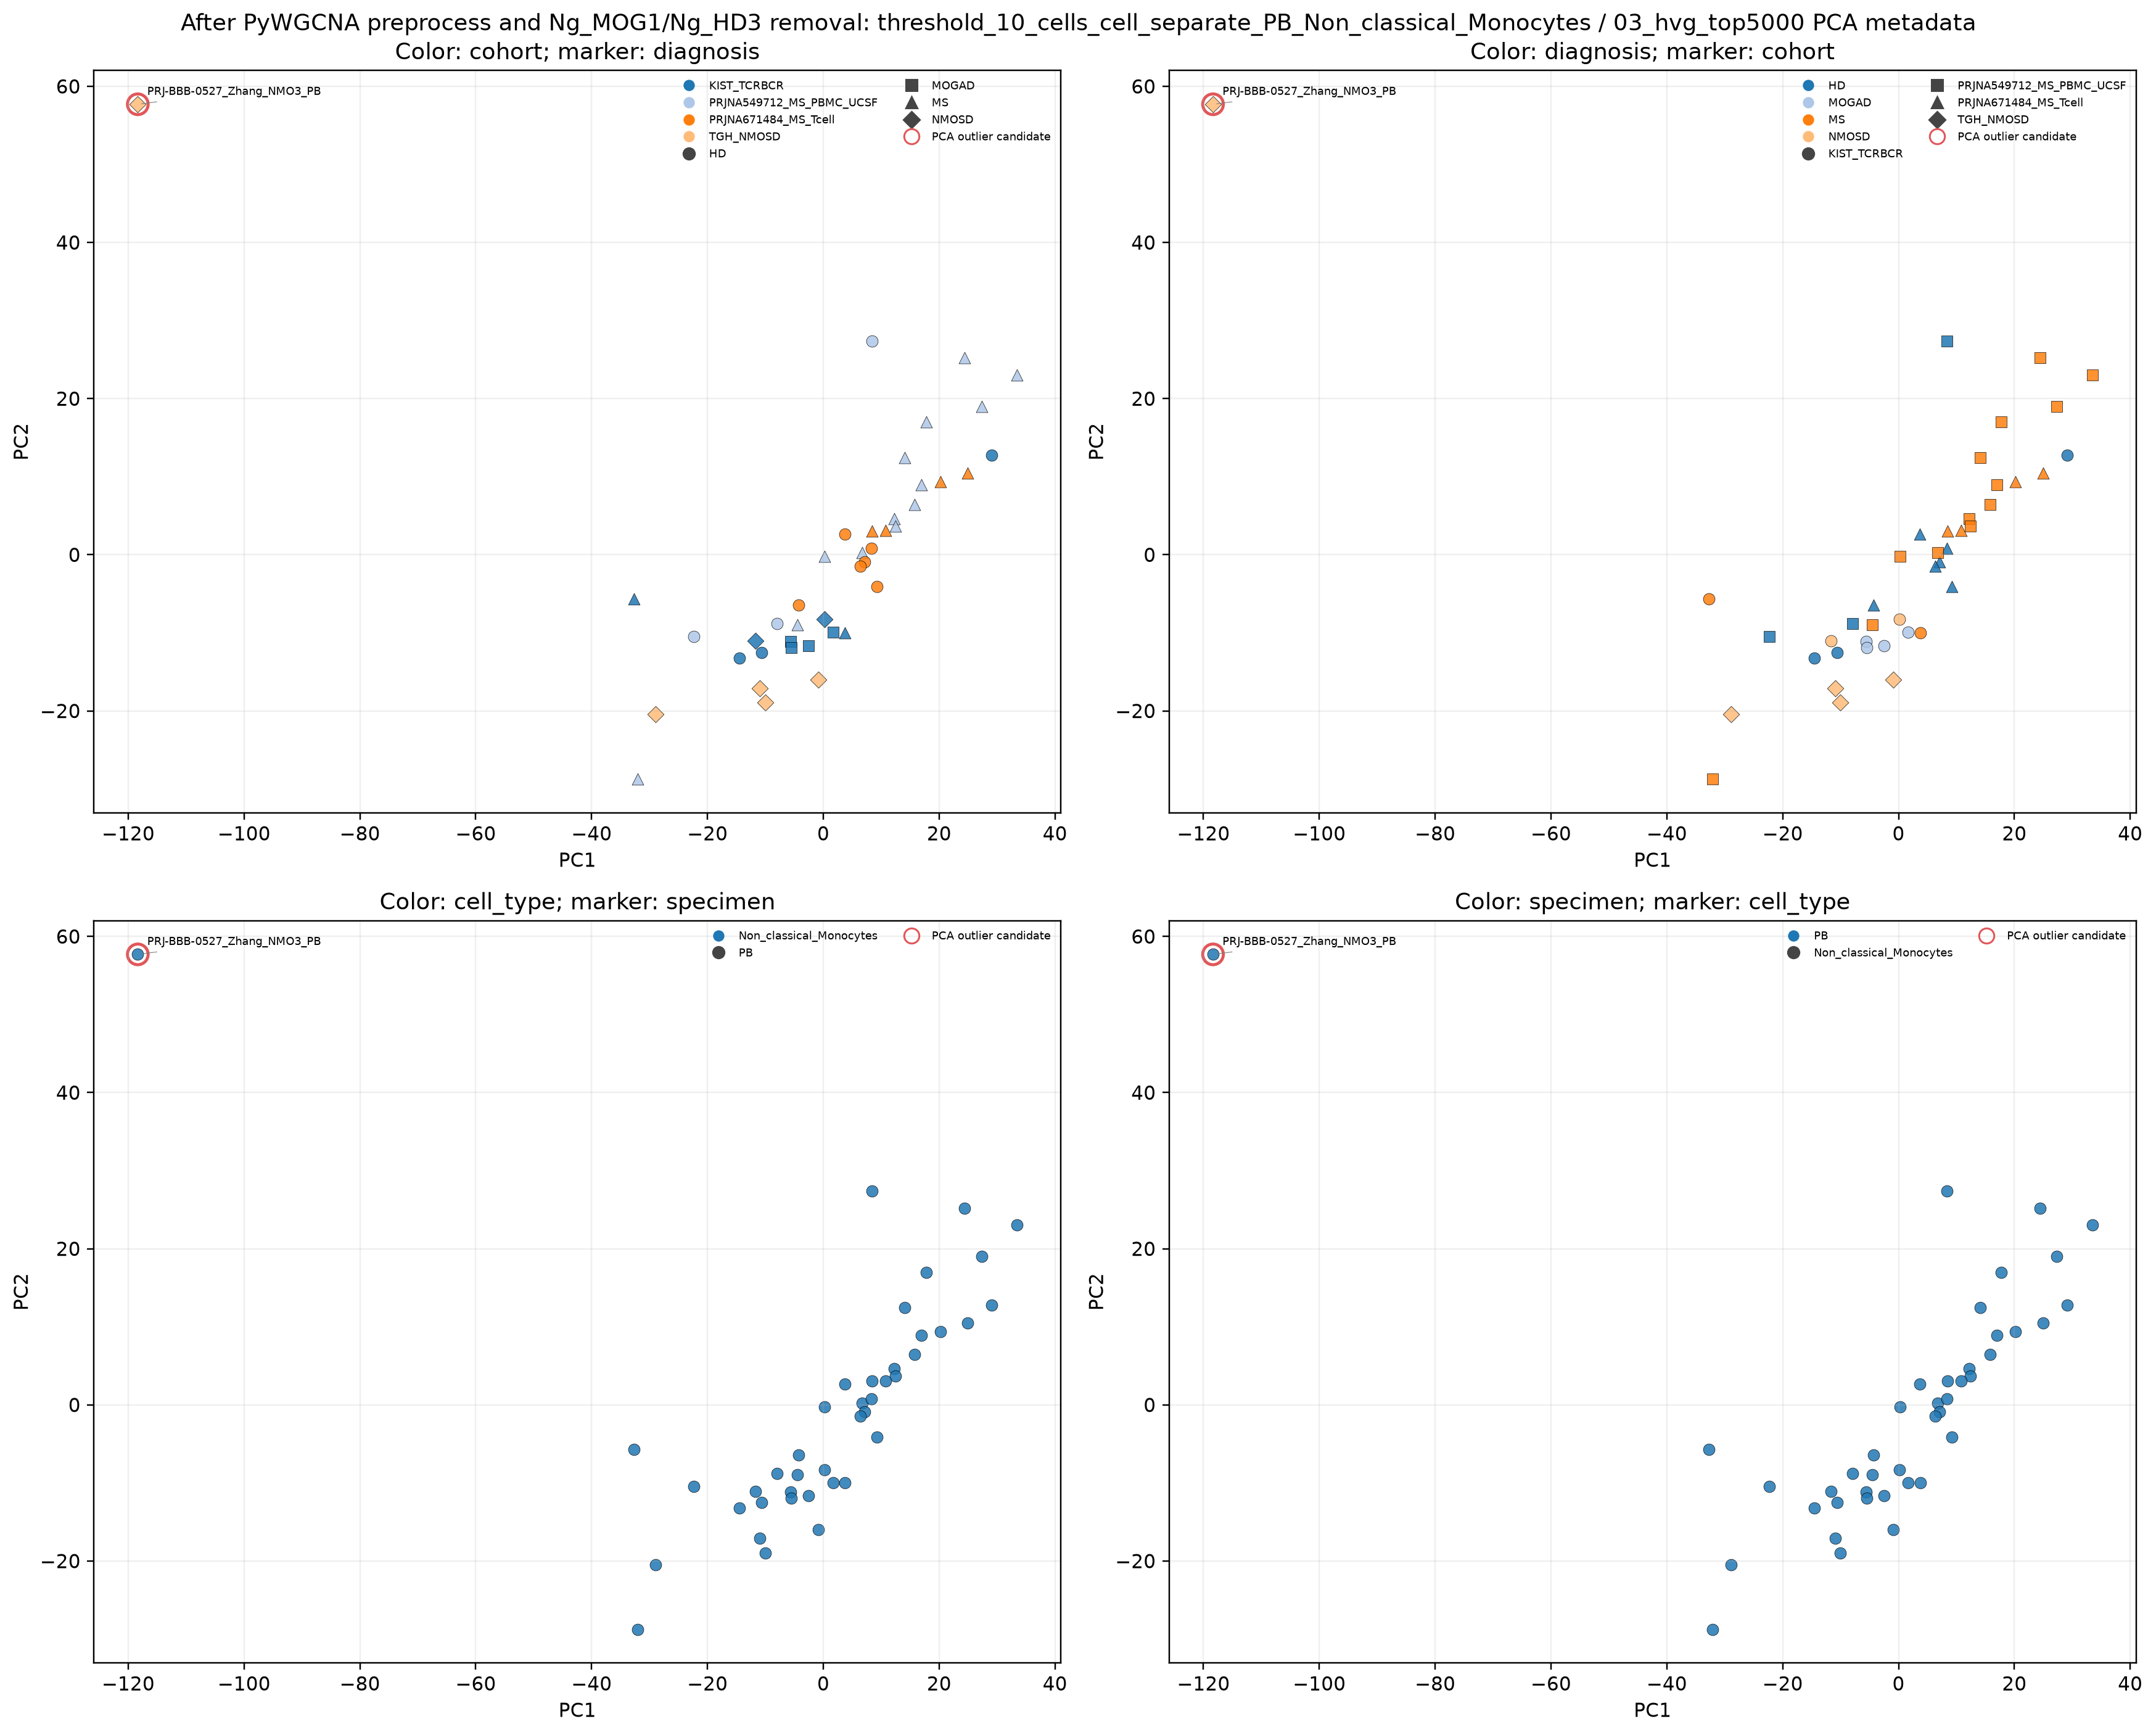 After PyWGCNA preprocess and Ng_MOG1/Ng_HD3 removal: threshold_10_cells_cell_separate_PB_Non_classical_Monocytes / 03_hvg_top5000 PCA metadata
Color: cohort; marker: diagnosis
PRJ-BBB-0527_Zhang_NMO3_PB
KIST_TCRBCR
PRJNA549712_MS_PBMC_UCSF
PRJNA671484_MS_Tcell
TGH_NMOSD
HD
MOGAD
MS
NMOSD
PCA outlier candidate
60
40
20
0
−20
PC2
−120 −100 −80 −60 −40 −20 0 20 40
PC1
Color: diagnosis; marker: cohort
PRJ-BBB-0527_Zhang_NMO3_PB
HD
MOGAD
MS
NMOSD
KIST_TCRBCR
PRJNA549712_MS_PBMC_UCSF
PRJNA671484_MS_Tcell
TGH_NMOSD
PCA outlier candidate
60
40
20
0
−20
PC2
−120 −100 −80 −60 −40 −20 0 20 40
PC1
Color: cell_type; marker: specimen
PRJ-BBB-0527_Zhang_NMO3_PB
Non_classical_Monocytes
PB
PCA outlier candidate
60
40
20
0
−20
PC2
−120 −100 −80 −60 −40 −20 0 20 40
PC1
Color: specimen; marker: cell_type
PRJ-BBB-0527_Zhang_NMO3_PB
PB
Non_classical_Monocytes
PCA outlier candidate
60
40
20
0
−20
PC2
−120 −100 −80 −60 −40 −20 0 20 40
PC1